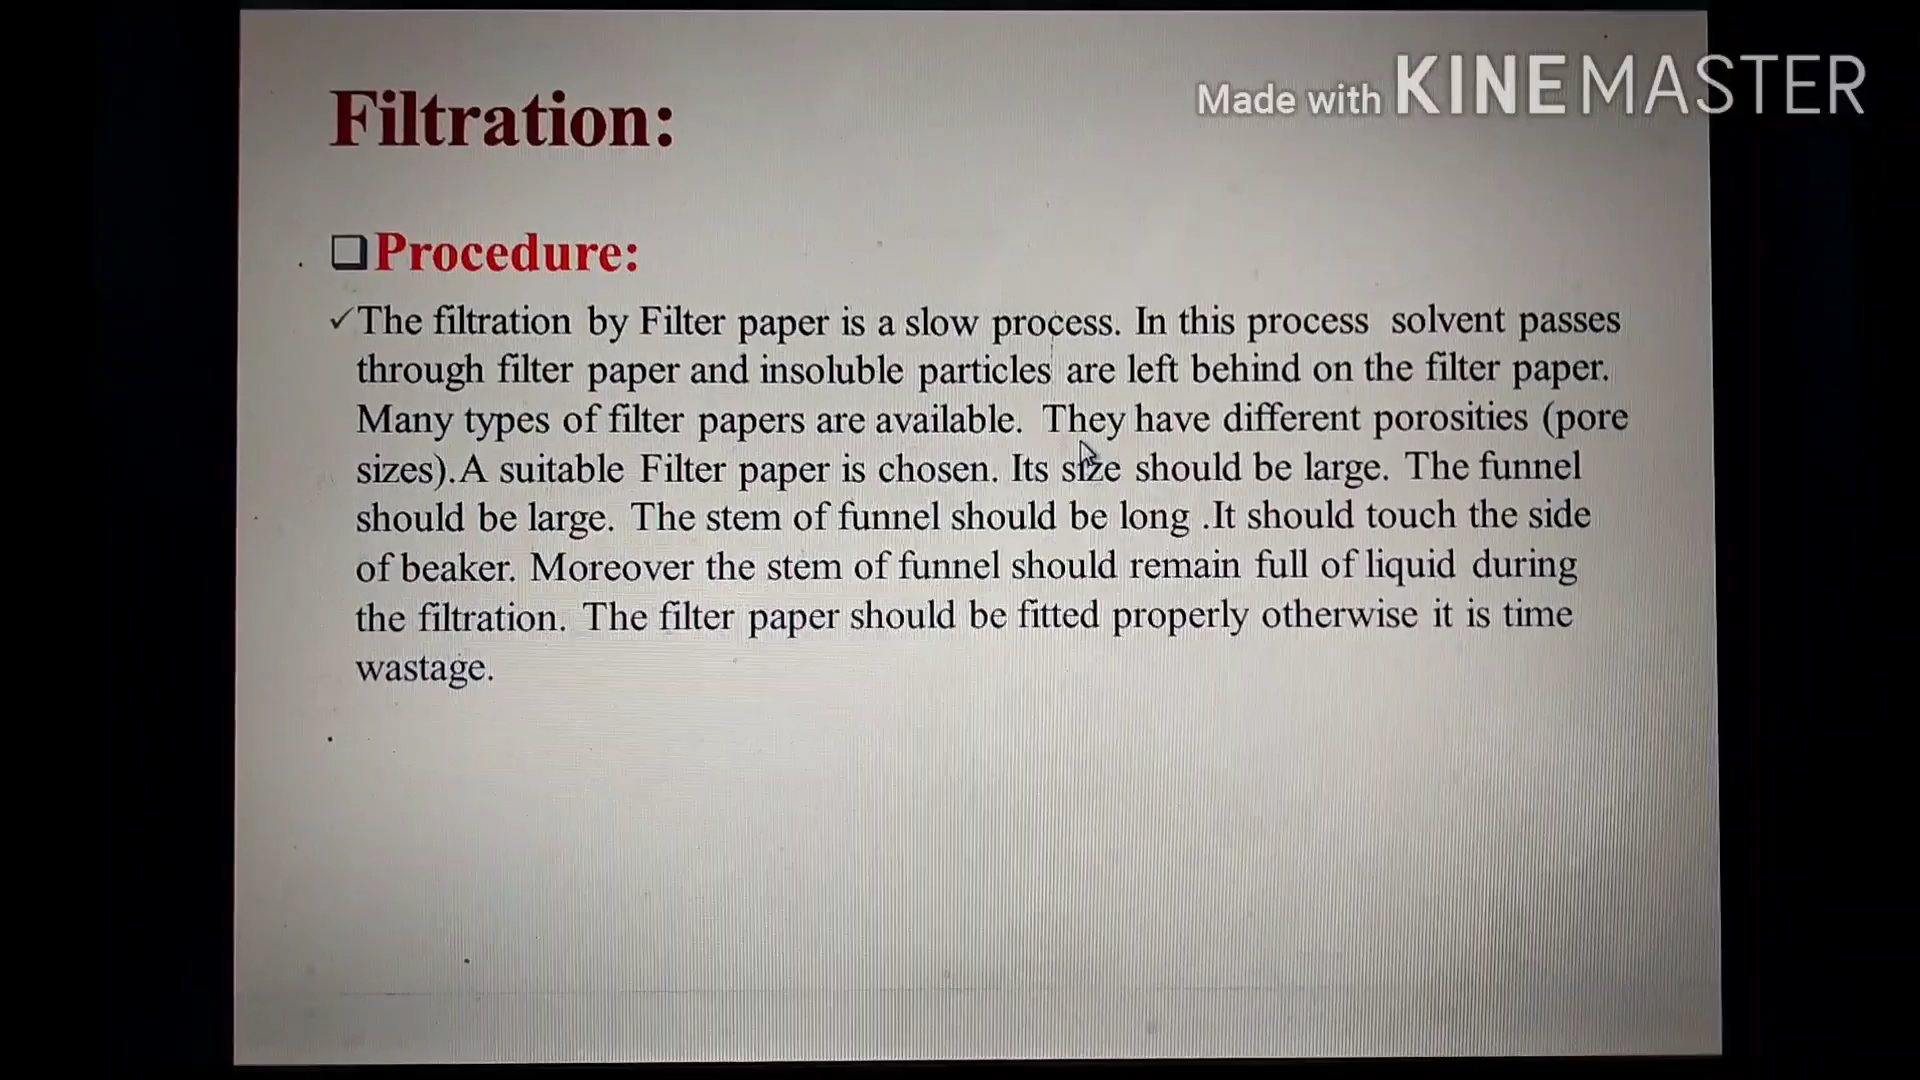 Filtration:
Made with KINEMASTER
Procedure:
The filtration by Filter paper is a slow process. In this process solvent passes
through filter paper and insoluble particles are left behind on the filter paper.
Many types of filter papers are available. They have different porosities (pore
sizes).A suitable Filter paper is chosen. Its size should be large. The funnel
should be large. The stem of funnel should be long .It should touch the side
of beaker. Moreover the stem of funnel should remain full of liquid during
the filtration. The filter paper should be fitted properly otherwise it is time
wastage.